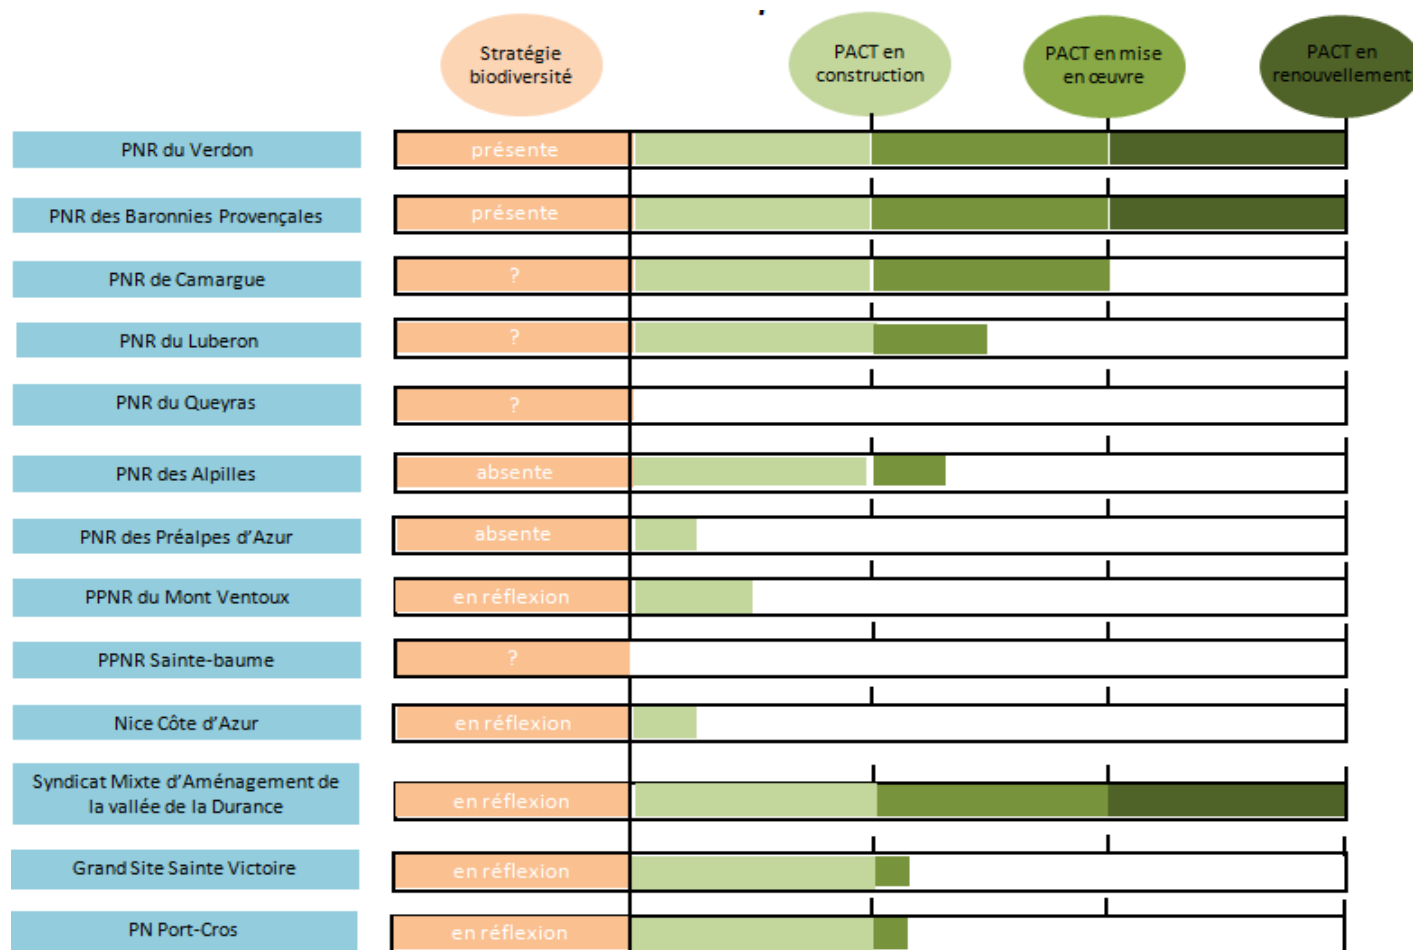 Stratégie
biodiversité
PACT en
construction
PACT en mise
en œuvre
PACT en
renouvellement
PNR du Verdon
présente
PNR des Baronnies Provençales
présente
PNR de Camargue
?
PNR du Luberon
?
PNR du Queyras
?
PNR des Alpilles
absente
PNR des Préalpes d’Azur
absente
PPNR du Mont Ventoux
en réflexion
PPNR Sainte-baume
?
Nice Côte d’Azur
en réflexion
Syndicat Mixte d’Aménagement de
la vallée de la Durance
en réflexion
Grand Site Sainte Victoire
en réflexion
PN Port-Cros
en réflexion